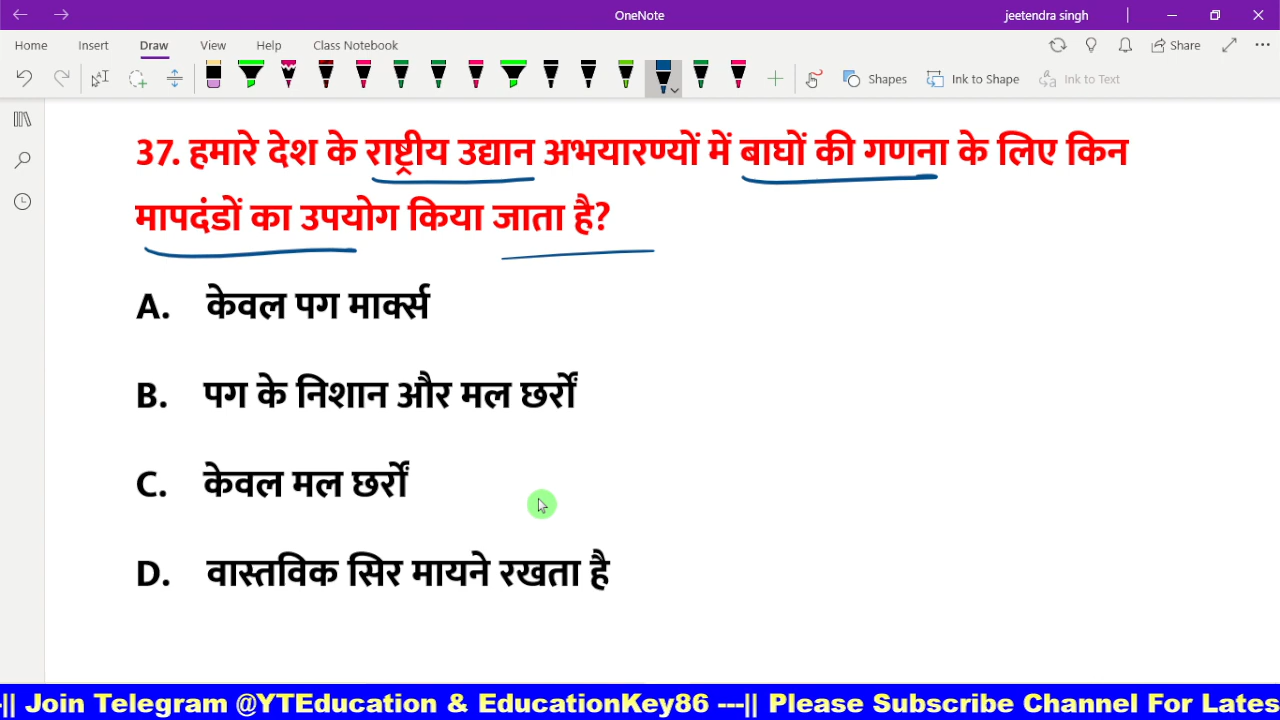 OneNote
jeetendra singh
Home Insert Draw View Help Class Notebook
Share
Shapes Ink to Shape Ink to Text
37. हमारे देश के राष्ट्रीय उद्यान अभयारण्यों में बाघों की गणना के लिए किन
मापदंडों का उपयोग किया जाता है?
A. केवल पग मार्क्स
B. पग के निशान और मल छर्रों
C. केवल मल छर्रों
D. वास्तविक सिर मायने रखता है
-|| Join Telegram @YTEducation & EducationKey86 ---|| Please Subscribe Channel For Lates